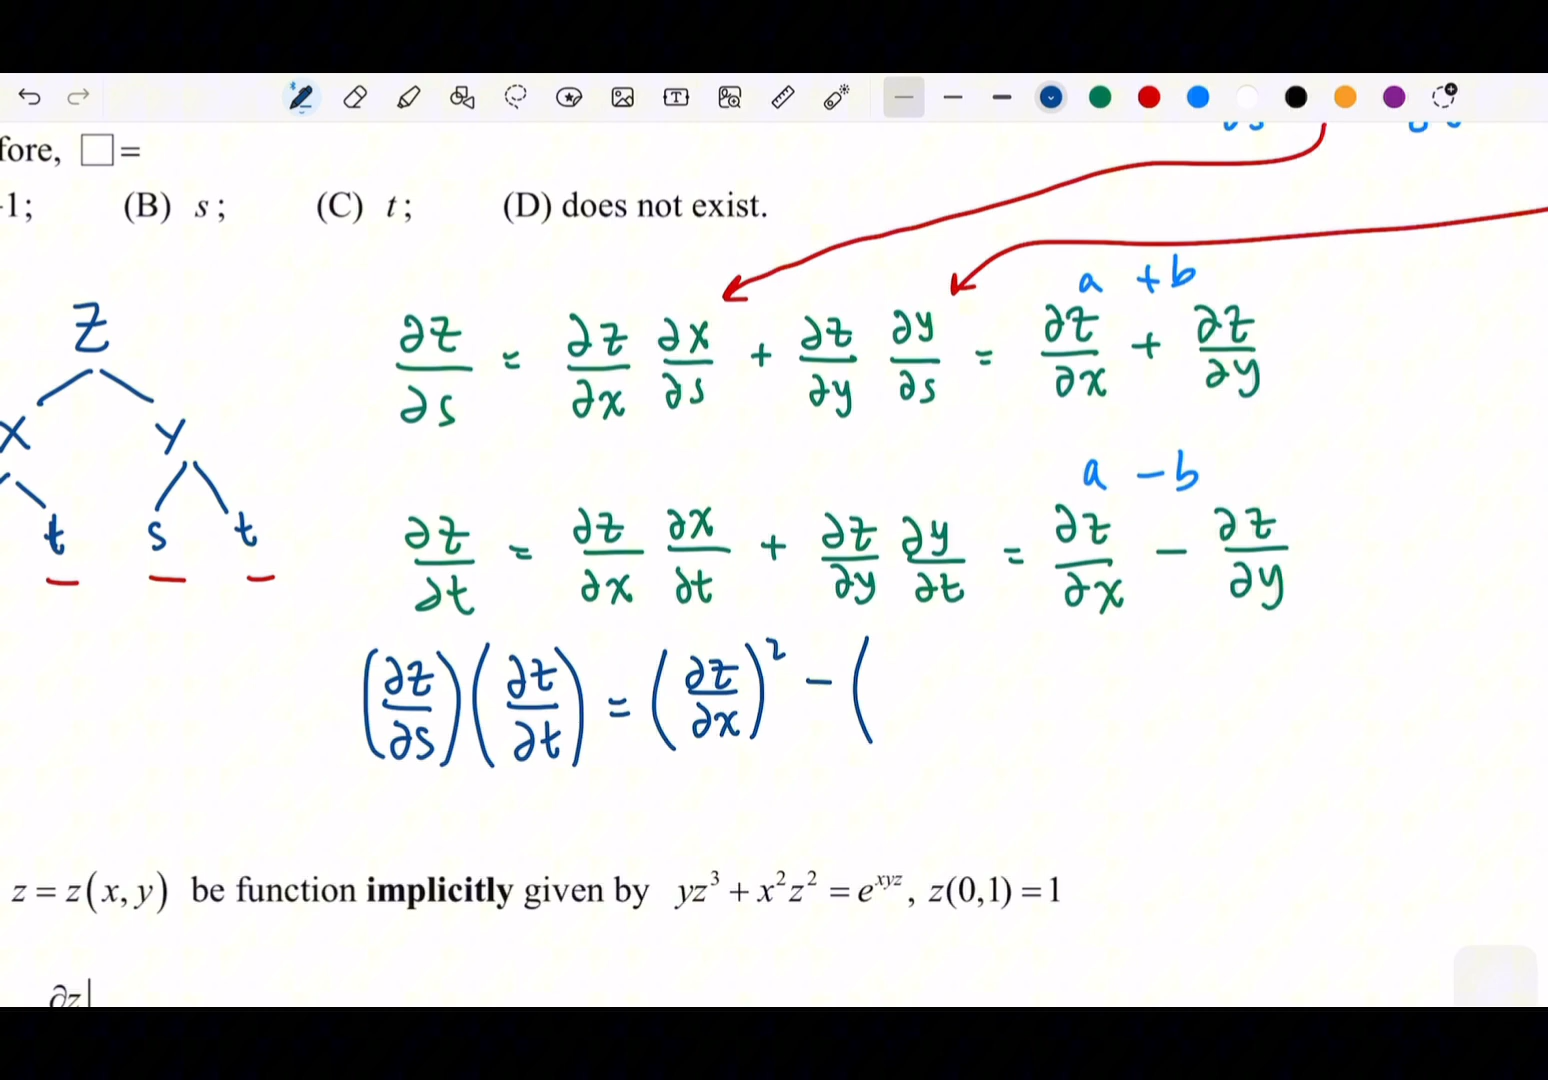 fore, □ =
-1; (B) s; (C) t; (D) does not exist.
a + b
∂z/∂s = ∂z/∂x ∂x/∂s + ∂z/∂y ∂y/∂s = ∂z/∂x + ∂z/∂y
z
x y
t s t
a - b
∂z/∂t = ∂z/∂x ∂x/∂t + ∂z/∂y ∂y/∂t = ∂z/∂x - ∂z/∂y
(∂z/∂s)(∂z/∂t) = (∂z/∂x)² - (
z = z(x, y) be function implicitly given by yz³ + x²z² = e^{xyz}, z(0,1) = 1
∂z|